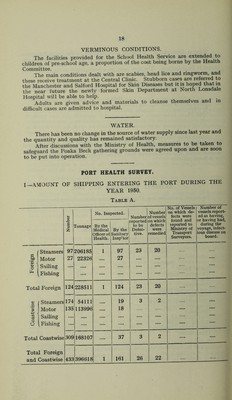 18
VERMINOUS CONDITIONS.
The facilities provided for the School Health Service are extended to
children of pre-school age, a proportion of the cost being borne by the Health
Committee.
The main conditions dealt with are scabies, head lice and ringworm, and
these receive treatment at the Central Clinic. Stubborn cases are referred to
the Manchester and Salford Hospital for Skin Diseases but it is hoped that in
the near future the newly formed Skin Department at North Lonsdale
Hospital will be able to help.
Adults are given advice and materials to cleanse themselves and in
difficult cases are admitted to hospital.
WATER.
There has been no change in the source of water supply since last year and
the quantity and quality has remained satisfactory.
After discussions with the Ministry of Health, measures to be taken to
safeguard the Poaka Beck gathering grounds were agreed upon and are soon
to be put into operation.
PORT HEALTH SURVEY.
I—AMOUNT OF SHIPPING ENTERING THE PORT DURING THE
YEAR 1950.
TABLE A.
Number Tonnage No. Inspected. By the Medical Officer of Health. By the Sanitary Inspector Number of vessels reported to be Defective. Number on which defects were remedied No. of Vessels on which defects were found and reported to Ministry of Transport Surveyors. Number of vessels reported as having, or having had, during the voyage, infectious disease on board.
Foreign
Steamers 97 206185 1 97 23 20 — —
Motor 27 22326 — 27 — — — —
Sailing — — — — — — — —
Fishing — — — — — — — —
Total Foreign 124 228511 1 124 23 20 — —
Coastwise
Steamers 174 54111 — 19 3 2 — —
Motor 135 113996 — 18 — — — —
Sailing — — — — — — — —
Fishing — — — — — — — —
Total Coastwise 309 168107 — 37 3 2 — —
Total Foreign
and Coastwise 433 396619 1 161 26 22 — —